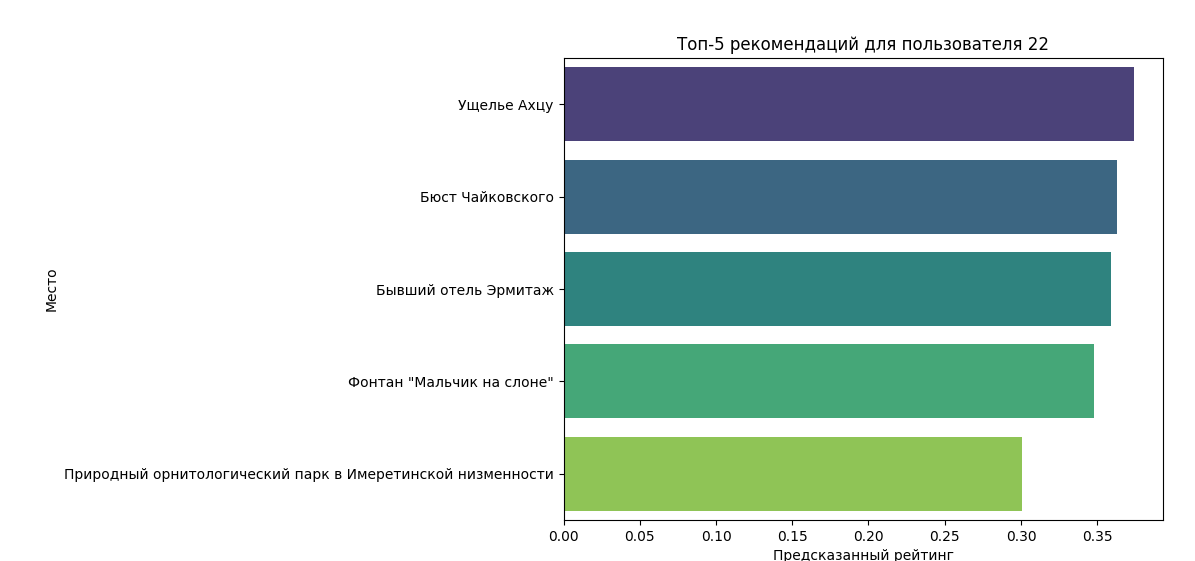 Топ-5 рекомендаций для пользователя 22
Место
Ущелье Ахцу
Бюст Чайковского
Бывший отель Эрмитаж
Фонтан "Мальчик на слоне"
Природный орнитологический парк в Имеретинской низменности
0.00 0.05 0.10 0.15 0.20 0.25 0.30 0.35
Предсказанный рейтинг